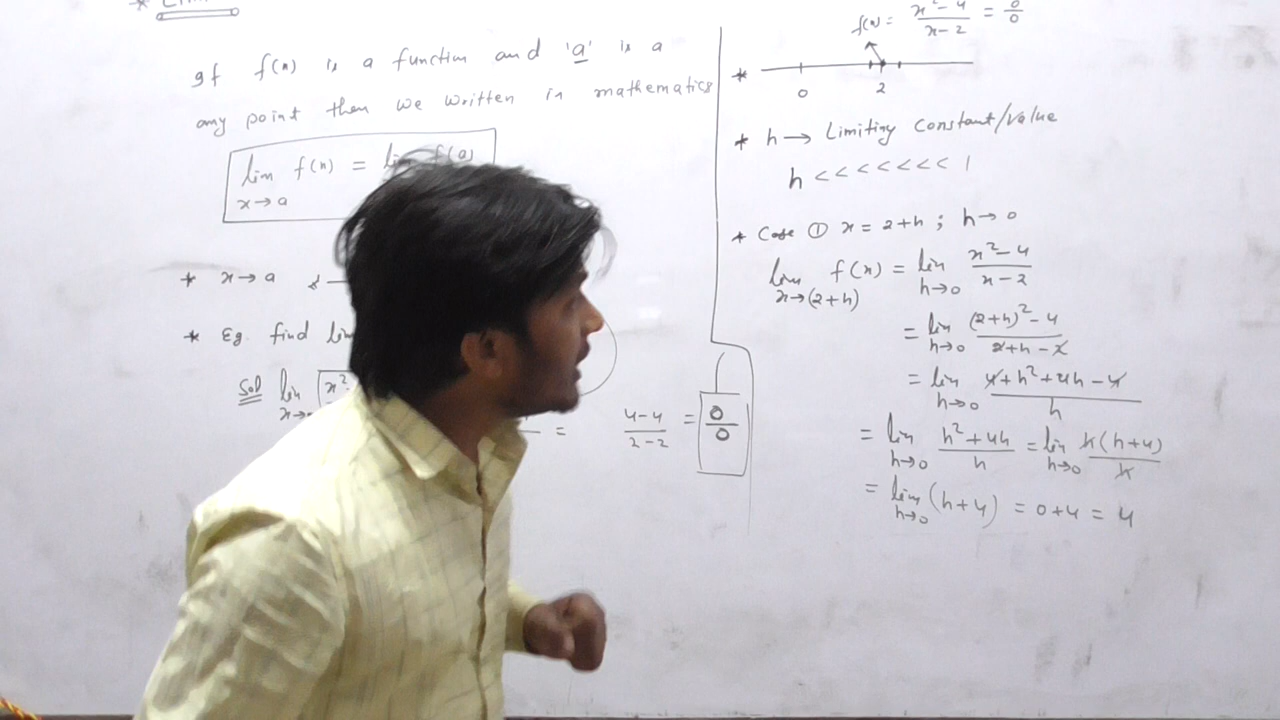 If f(x) is a function and 'a' is a
any point then we written in mathematics
lim f(x) = lim f(a)
x→a
* x→a
* Eg. find lim
Sol lim x²
x→
= 4-4/2-2 = 0/0
f(x) = x²-4/x-2 = 0/0
* 0 2
* h → Limiting Constant/Value
h <<<<<<< 1
* Case ① x = 2+h ; h→0
lim f(x) = lim x²-4/x-2
x→(2+h) h→0
= lim (2+h)²-4/2+h-2
h→0
= lim 4+h²+4h-4/h
h→0
= lim h²+4h/h = lim h(h+4)/h
h→0 h→0
= lim (h+4) = 0+4 = 4
h→0